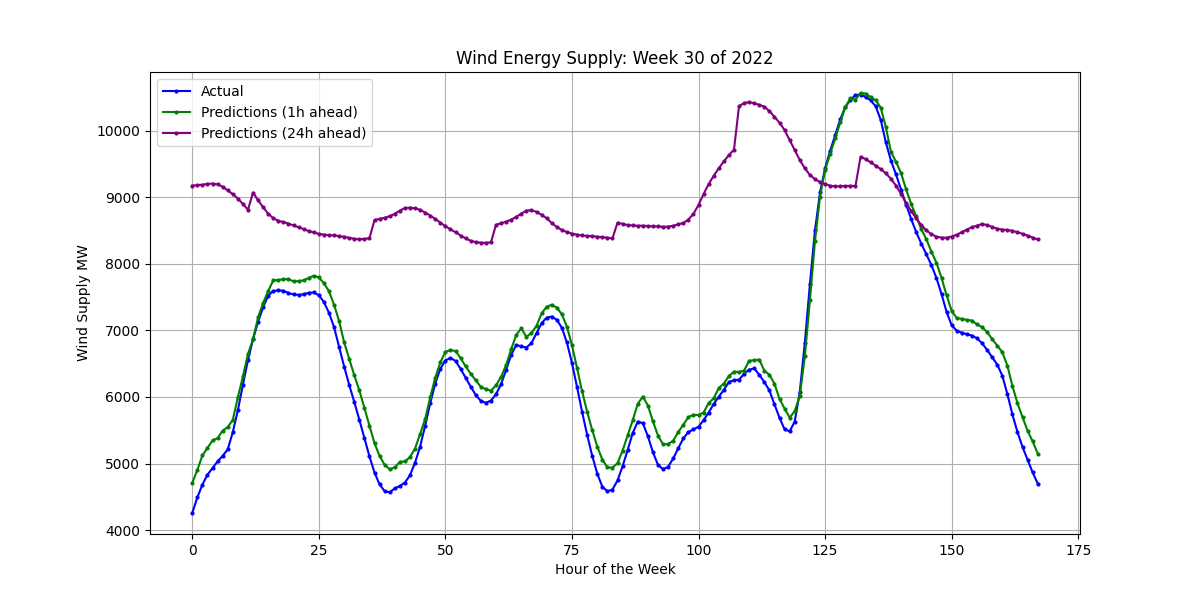 Wind Energy Supply: Week 30 of 2022
Actual
Predictions (1h ahead)
Predictions (24h ahead)
Wind Supply MW
10000
9000
8000
7000
6000
5000
4000
0 25 50 75 100 125 150 175
Hour of the Week